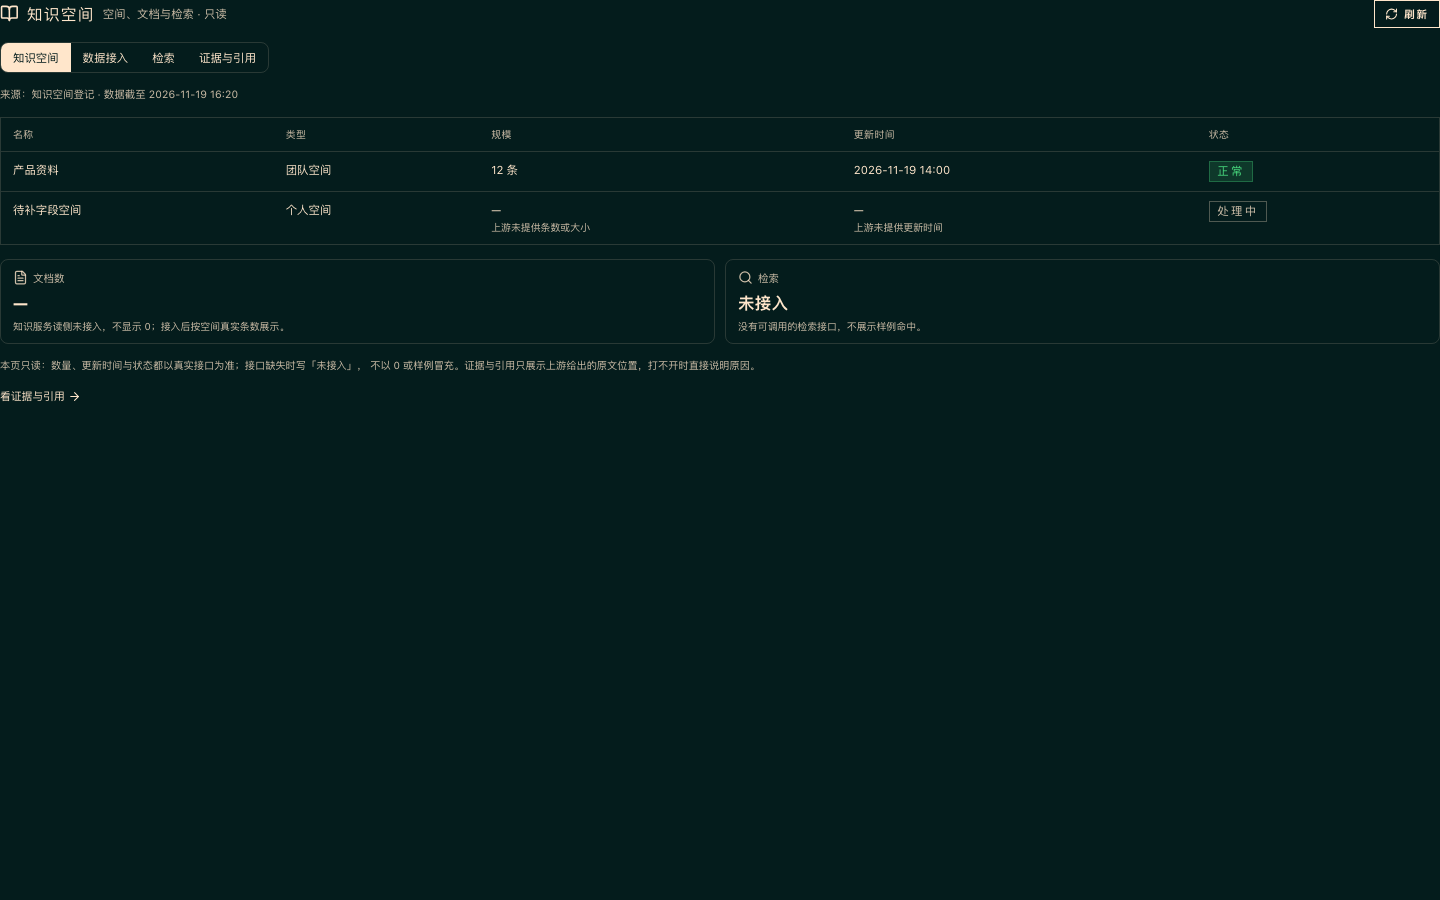 知识空间 空间、文档与检索 · 只读 刷新
知识空间 数据接入 检索 证据与引用
来源：知识空间登记 · 数据截至 2026-11-19 16:20
名称 类型 规模 更新时间 状态
产品资料 团队空间 12 条 2026-11-19 14:00 正常
待补字段空间 个人空间 — — 处理中
上游未提供条数或大小 上游未提供更新时间
文档数
—
知识服务读侧未接入，不显示 0；接入后按空间真实条数展示。
检索
未接入
没有可调用的检索接口，不展示样例命中。
本页只读：数量、更新时间与状态都以真实接口为准；接口缺失时写「未接入」， 不以 0 或样例冒充。证据与引用只展示上游给出的原文位置，打不开时直接说明原因。
看证据与引用 →